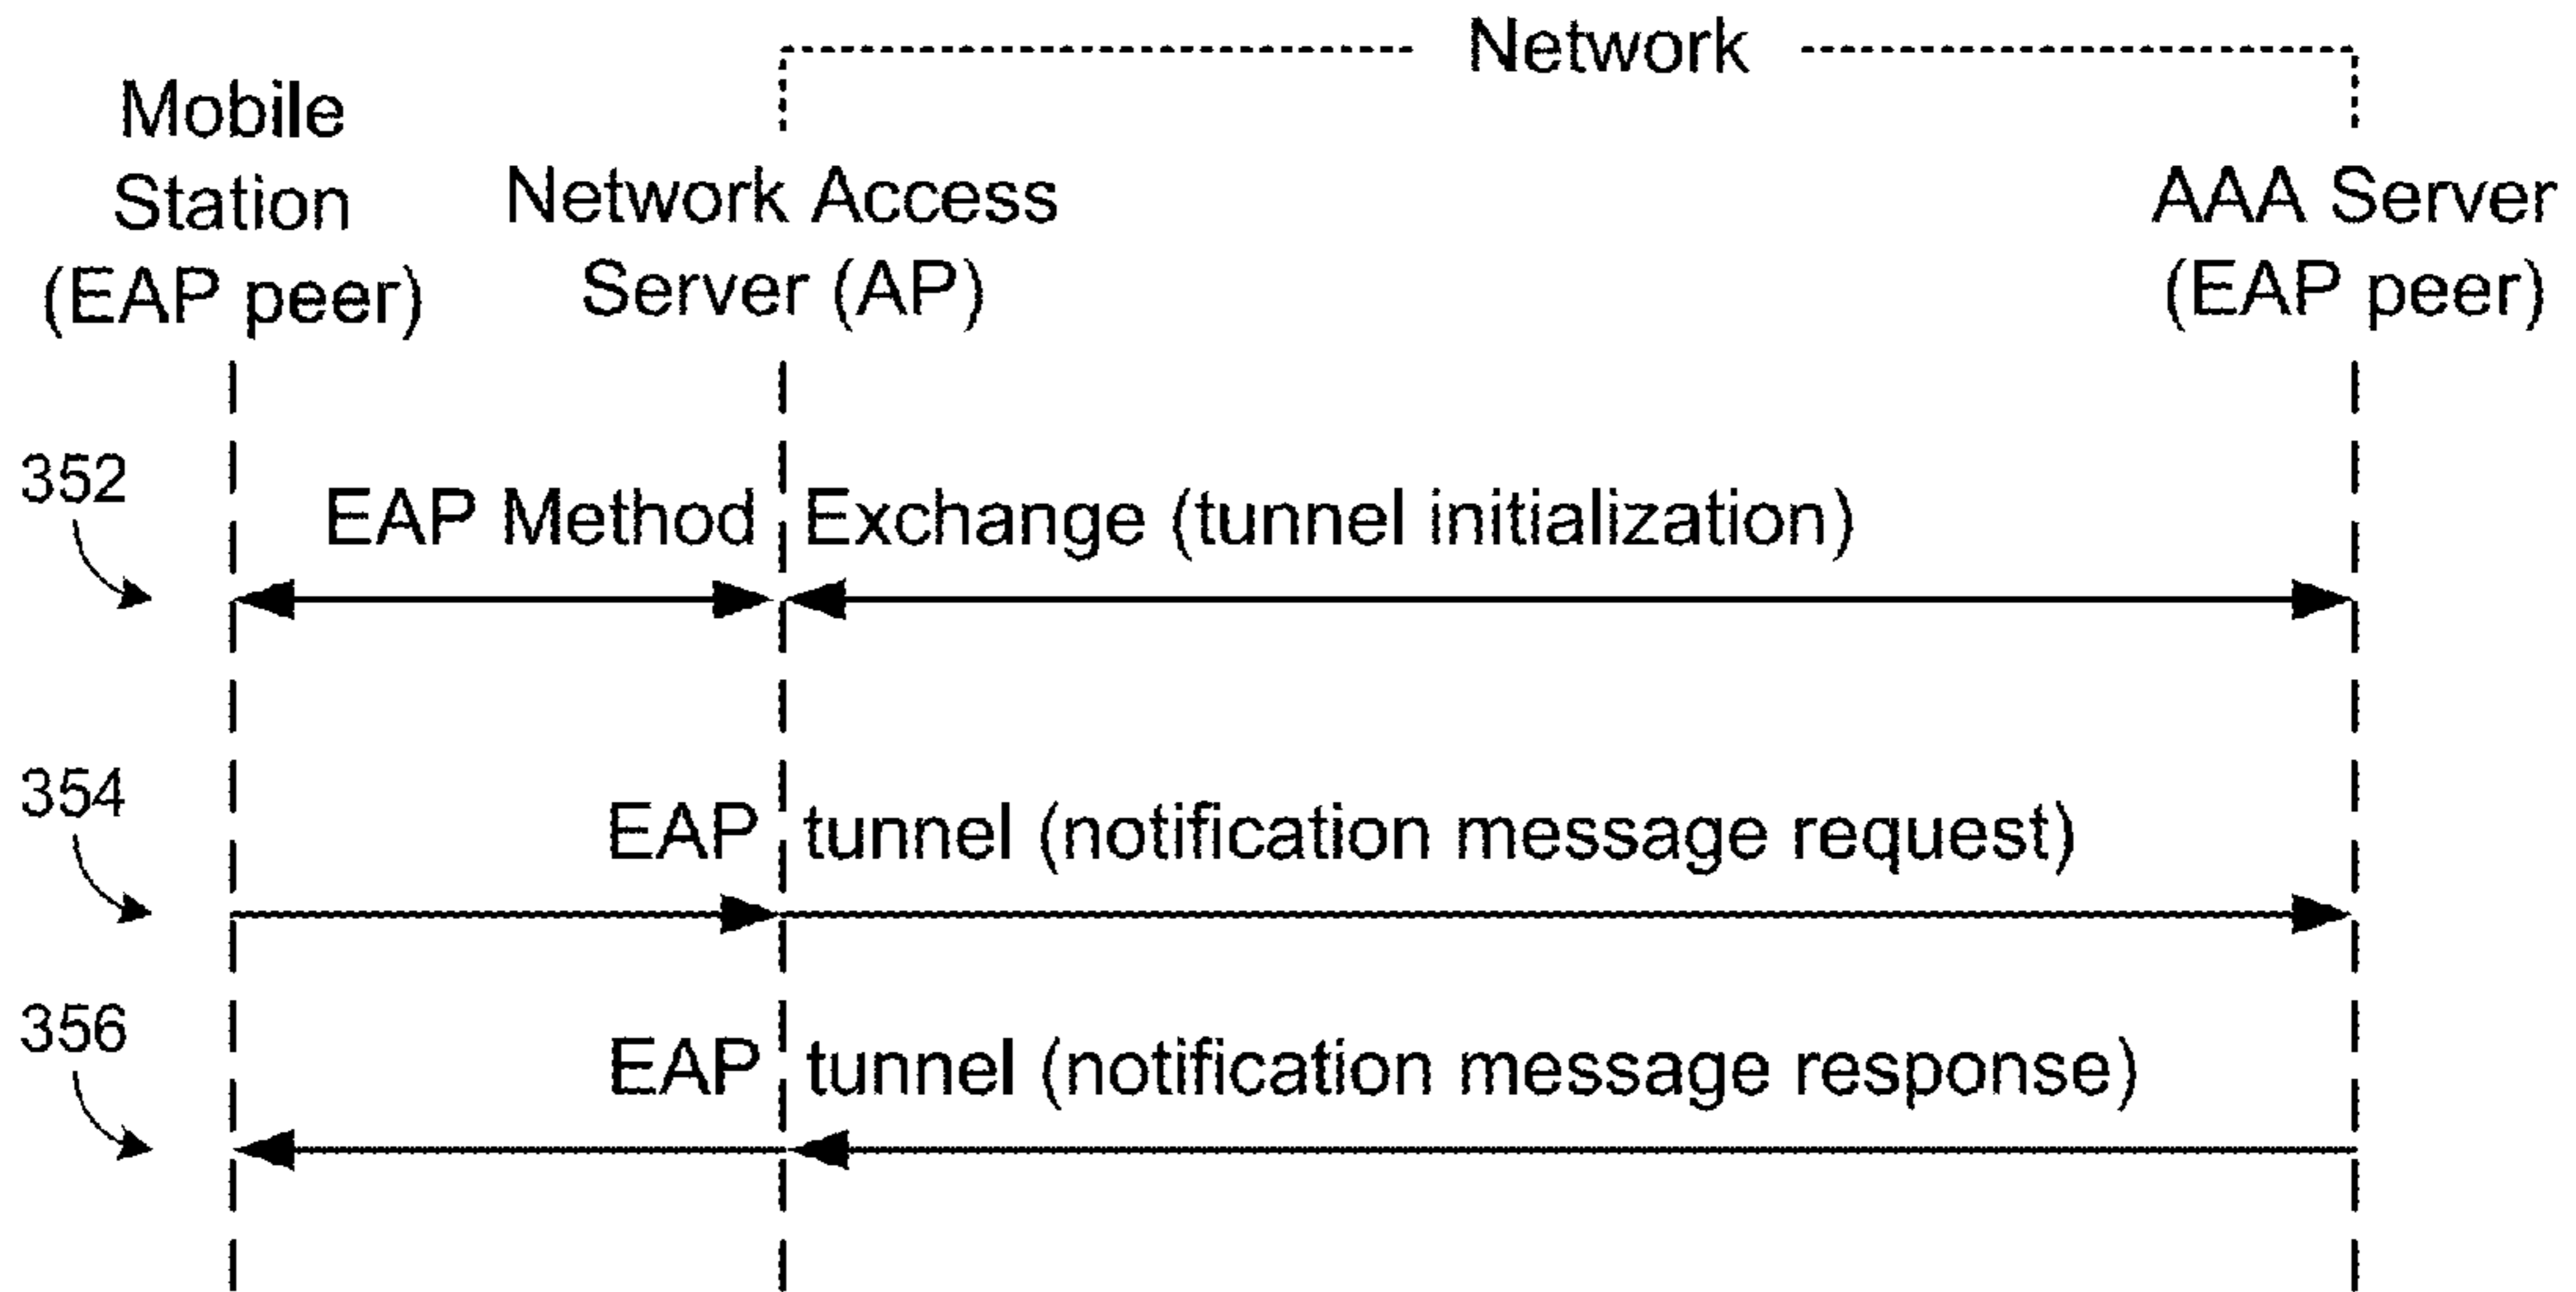 Network
Mobile
Station
(EAP peer)
Network Access
Server (AP)
AAA Server
(EAP peer)
352
EAP Method Exchange (tunnel initialization)
354
EAP tunnel (notification message request)
356
EAP tunnel (notification message response)